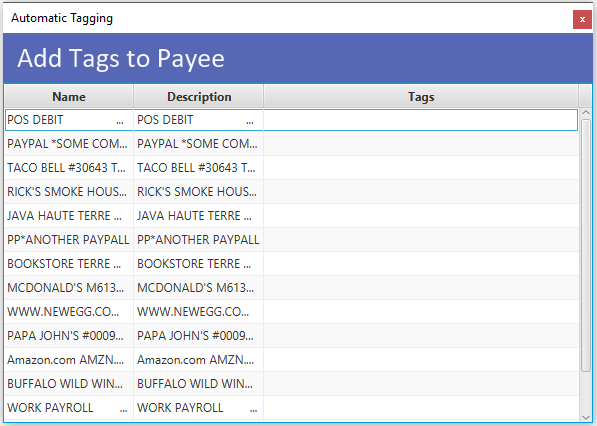 Automatic Tagging x
Add Tags to Payee
Name Description Tags
POS DEBIT ... POS DEBIT ...
PAYPAL *SOME COM... PAYPAL *SOME COM...
TACO BELL #30643 T... TACO BELL #30643 T...
RICK'S SMOKE HOUS... RICK'S SMOKE HOUS...
JAVA HAUTE TERRE ... JAVA HAUTE TERRE ...
PP*ANOTHER PAYPALL PP*ANOTHER PAYPALL
BOOKSTORE TERRE ... BOOKSTORE TERRE ...
MCDONALD'S M613... MCDONALD'S M613...
WWW.NEWEGG.CO... WWW.NEWEGG.CO...
PAPA JOHN'S #0009... PAPA JOHN'S #0009...
Amazon.com AMZN.... Amazon.com AMZN....
BUFFALO WILD WIN... BUFFALO WILD WIN...
WORK PAYROLL ... WORK PAYROLL ...